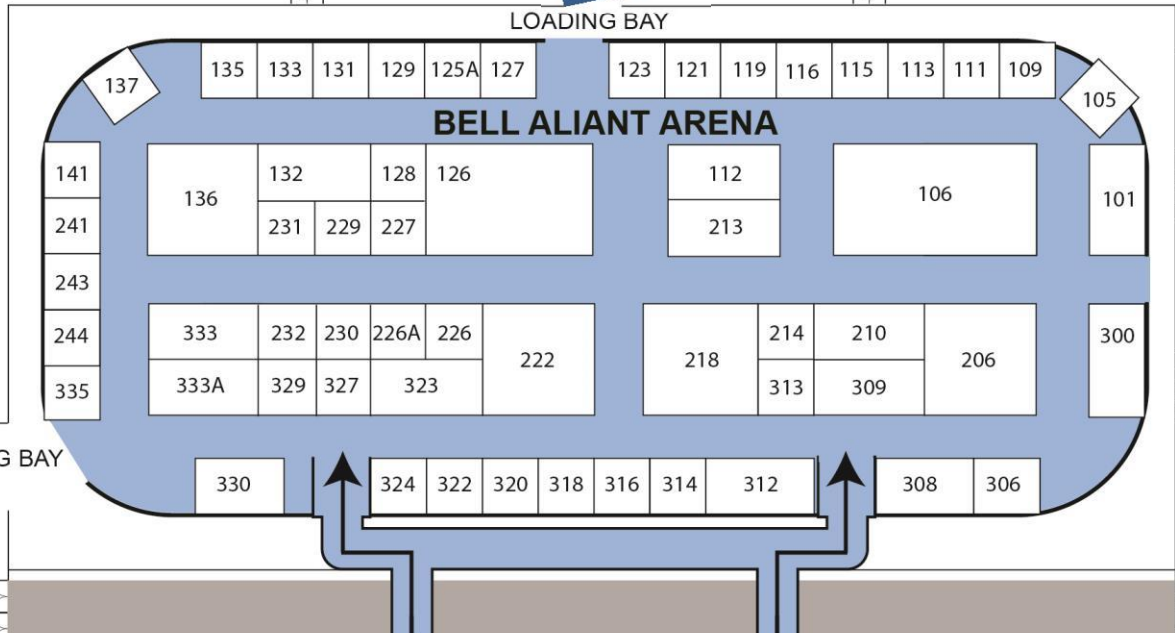 LOADING BAY
137
135 133 131 129 125A 127
123 121 119 116 115 113 111 109
105
BELL ALIANT ARENA
141
241
243
244
335
136
132 128 126
231 229 227
112
213
106
101
333 232 230 226A 226
222
333A 329 327 323
218
214 210
313 309
206
300
G BAY
330
324 322 320 318 316 314 312
308 306